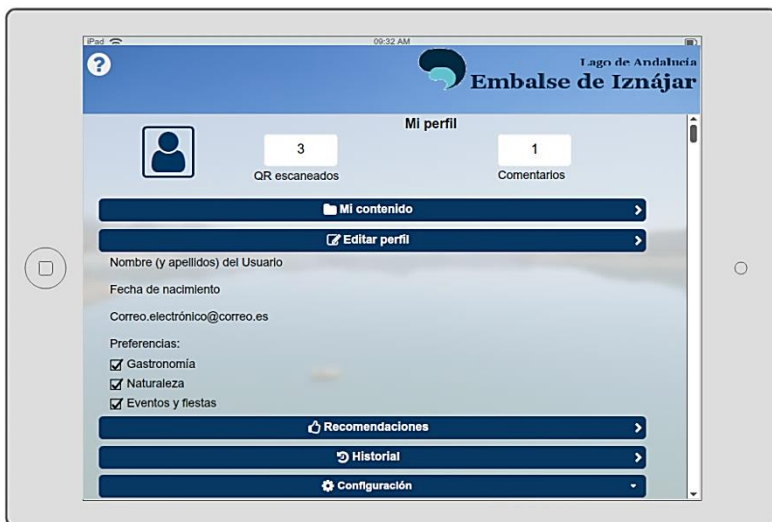 iPad 09:32 AM
?
Lago de Andalucía
Embalse de Iznájar
Mi perfil
3
QR escaneados
1
Comentarios
Mi contenido
Editar perfil
Nombre (y apellidos) del Usuario
Fecha de nacimiento
Correo.electrónico@correo.es
Preferencias:
Gastronomía
Naturaleza
Eventos y fiestas
Recomendaciones
Historial
Configuración